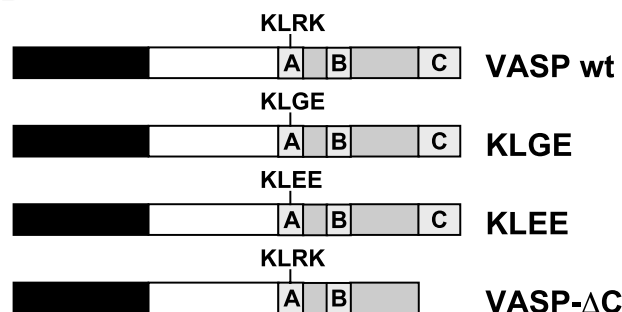 KLRK
A B C VASP wt
KLGE
A B C KLGE
KLEE
A B C KLEE
KLRK
A B VASP-ΔC